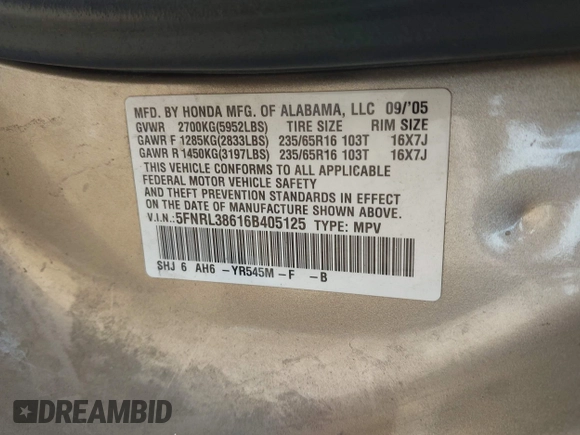 MFD. BY HONDA MFG. OF ALABAMA, LLC 09/'05
GVWR 2700KG(5952LBS) TIRE SIZE RIM SIZE
GAWR F 1285KG(2833LBS) 235/65R16 103T 16X7J
GAWR R 1450KG(3197LBS) 235/65R16 103T 16X7J
THIS VEHICLE CONFORMS TO ALL APPLICABLE
FEDERAL MOTOR VEHICLE SAFETY
AND THEFT PREVENTION STANDARDS IN EFFECT
ON THE DATE OF MANUFACTURE SHOWN ABOVE.
V.I.N.: 5FNRL38616B405125 TYPE: MPV
SHJ 6 AH6 -YR545M -F -B
DREAMBID